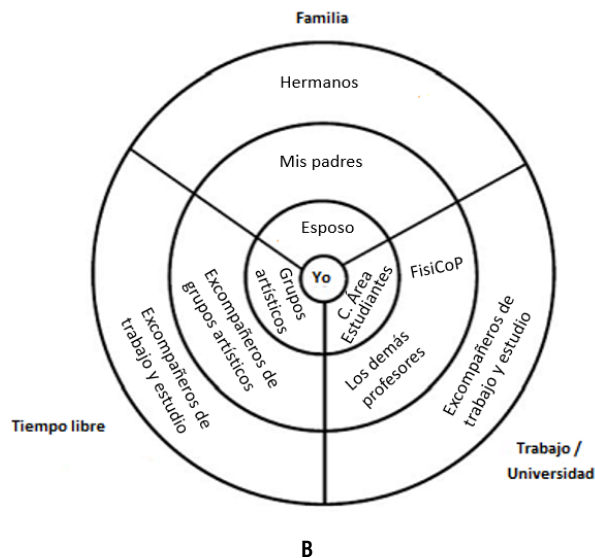 Familia
Hermanos
Mis padres
Esposo
Yo
Grupos
artísticos
Excompañeros de
grupos artísticos
Excompañeros de
trabajo y estudio
C. Área
Estudiantes
FisiCoP
Los demás
profesores
Excompañeros de
trabajo y estudio
Tiempo libre
Trabajo /
Universidad
B